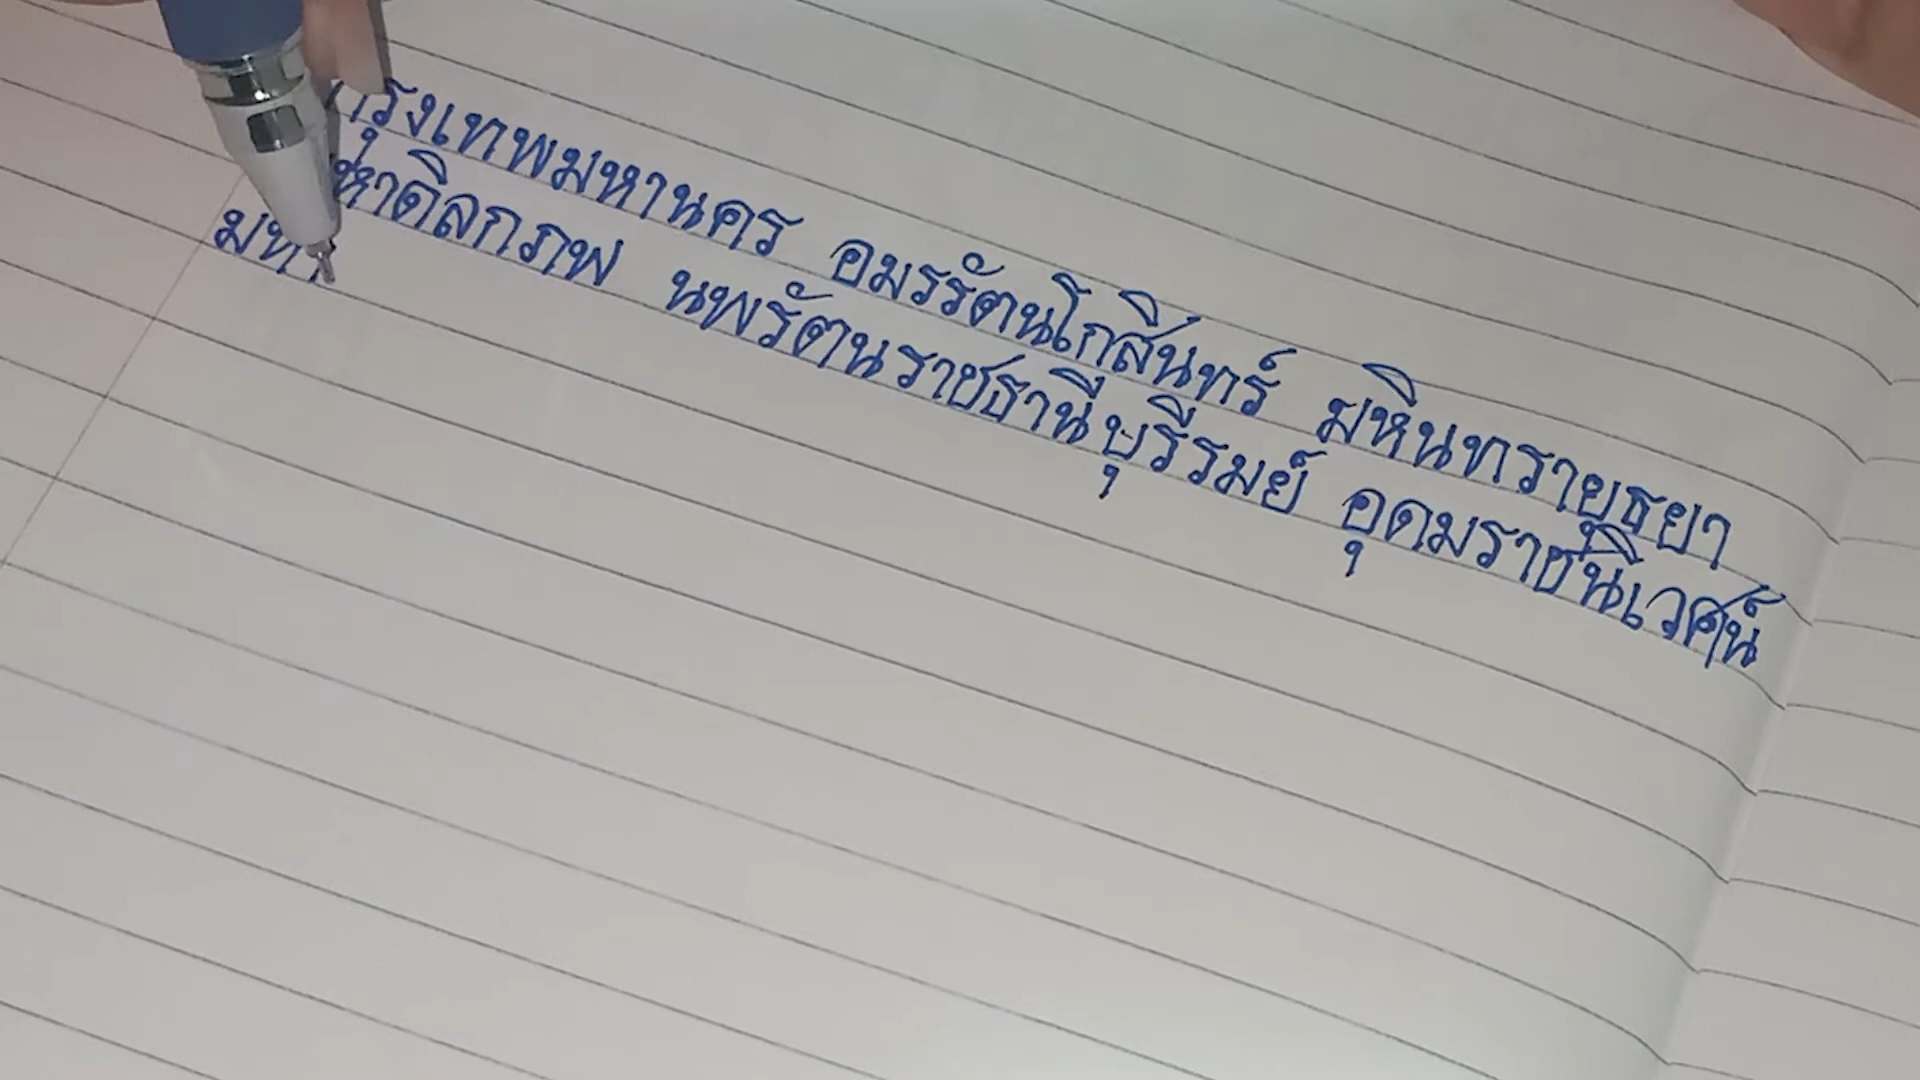 กรุงเทพมหานคร อมรรัตนโกสินทร์ มหินทรายุธยา
หาดิลกภพ นพรัตนราชธานีบุรีรมย์ อุดมราชนิเวศน์
มหา